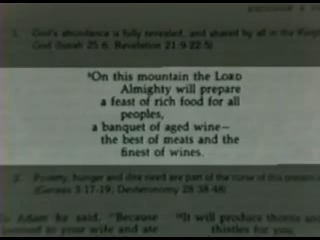 1. God's abundance is fully revealed, and shared by all in the King
God (Isaiah 25:6; Revelation 21:9-22:5)
⁶On this mountain the LORD
Almighty will prepare
a feast of rich food for all
peoples,
a banquet of aged wine—
the best of meats and the
finest of wines.
2. Poverty, hunger and dire need are part of the curse of this present
(Genesis 3:17-19; Deuteronomy 28:38-48)
To Adam he said, "Because
listened to your wife and ate
"It will produce thorns and
thistles for you,